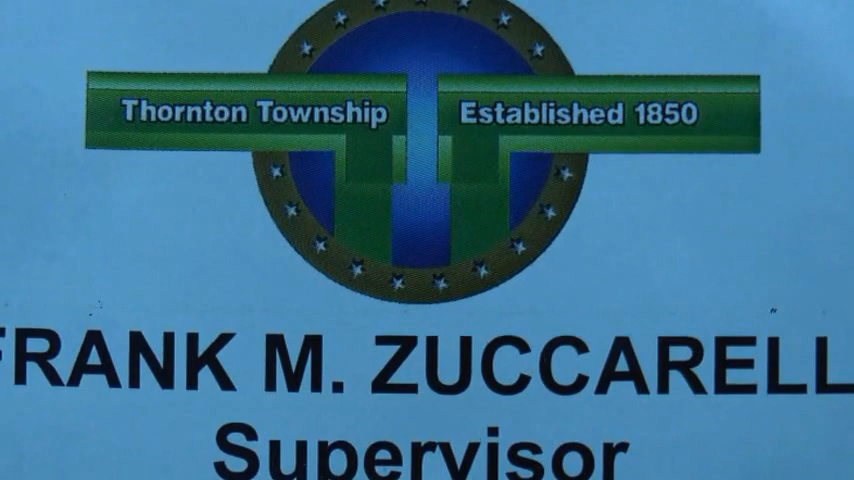 Thornton Township Established 1850
FRANK M. ZUCCARELL
Supervisor